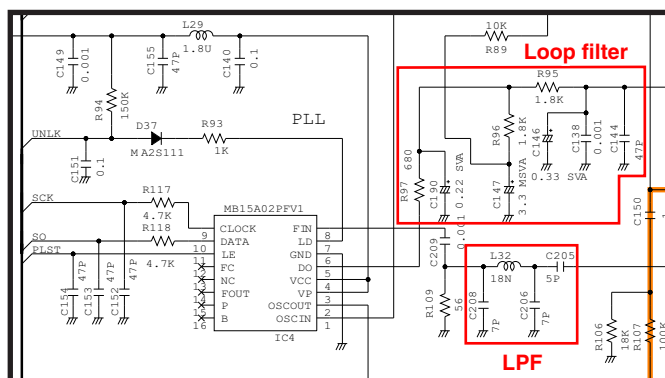 L29
1.8U
C149
0.001
C155
47P
C140
0.1
R94
150K
10K
R89
Loop filter
R95
1.8K
R96
1.8K
C146
0.33 SVA
C138
0.001
C144
47P
D37
MA2S111
R93
1K
PLL
UNLK
C151
0.1
680
R97
C190
0.22 SVA
C147
3.3 MSVA
SCK
R117
4.7K
SO
R118
4.7K
PLST
C154
47P
C153
47P
C152
47P
MB15A02PFV1
CLOCK
DATA
LE
FC
NC
FOUT
P
B
9
10
11
12
13
14
15
16
FIN
LD
GND
DO
VCC
VP
OSCOUT
OSCIN
8
7
6
5
4
3
2
1
IC4
C209
0.001
R109
56
C208
7P
L32
18N
C206
7P
C205
5P
LPF
C150
R106
18K
R107
100K